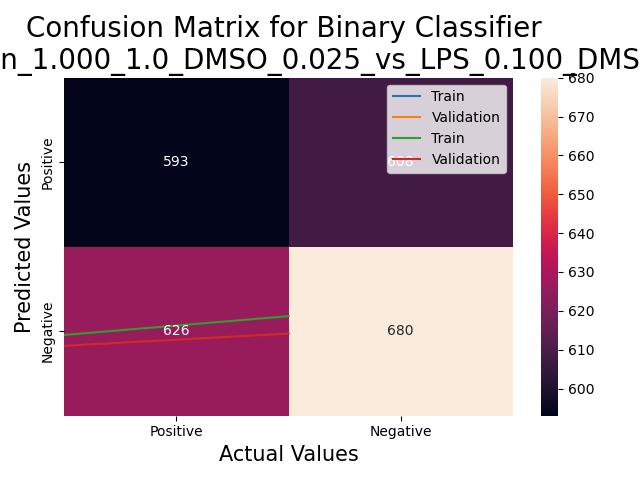 Confusion Matrix for Binary Classifier
n_1.000_1.0_DMSO_0.025_vs_LPS_0.100_DMS
Train
Validation
Train
Validation
Predicted Values
Positive
Negative
593
626
680
Positive
Negative
Actual Values
680
670
660
650
640
630
620
610
600